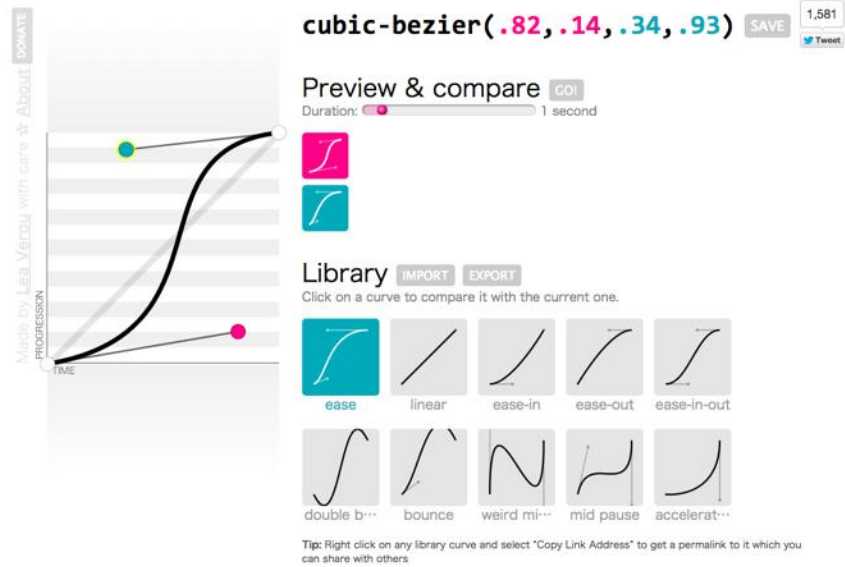 cubic-bezier(.82,.14,.34,.93) SAVE
1,581
Tweet
Made by Lea Verou with care ☆ About DONATE
Preview & compare GO!
Duration: 1 second
PROGRESSION
TIME
Library IMPORT EXPORT
Click on a curve to compare it with the current one.
ease linear ease-in ease-out ease-in-out
double b··· bounce weird mi··· mid pause accelerat···
Tip: Right click on any library curve and select "Copy Link Address" to get a permalink to it which you
can share with others